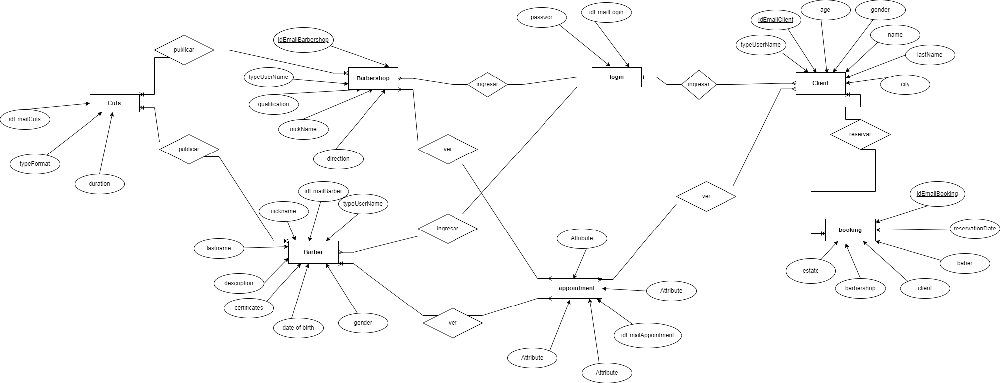 age
gender
passwor
idEmailLogin
idEmailClient
name
idEmailBarbershop
typeUserName
publicar
lastName
typeUserName
Barbershop
login
ingresar
ingresar
Client
city
Cuts
qualification
idEmailCuts
nickName
reservar
publicar
ver
direction
typeFormat
duration
idEmailBarber
typeUserName
ver
idEmailBooking
nickname
ingresar
booking
reservationDate
lastname
Barber
Attribute
baber
estate
description
appointment
Attribute
barbershop
client
certificates
date of birth
gender
ver
idEmailAppointment
Attribute
Attribute